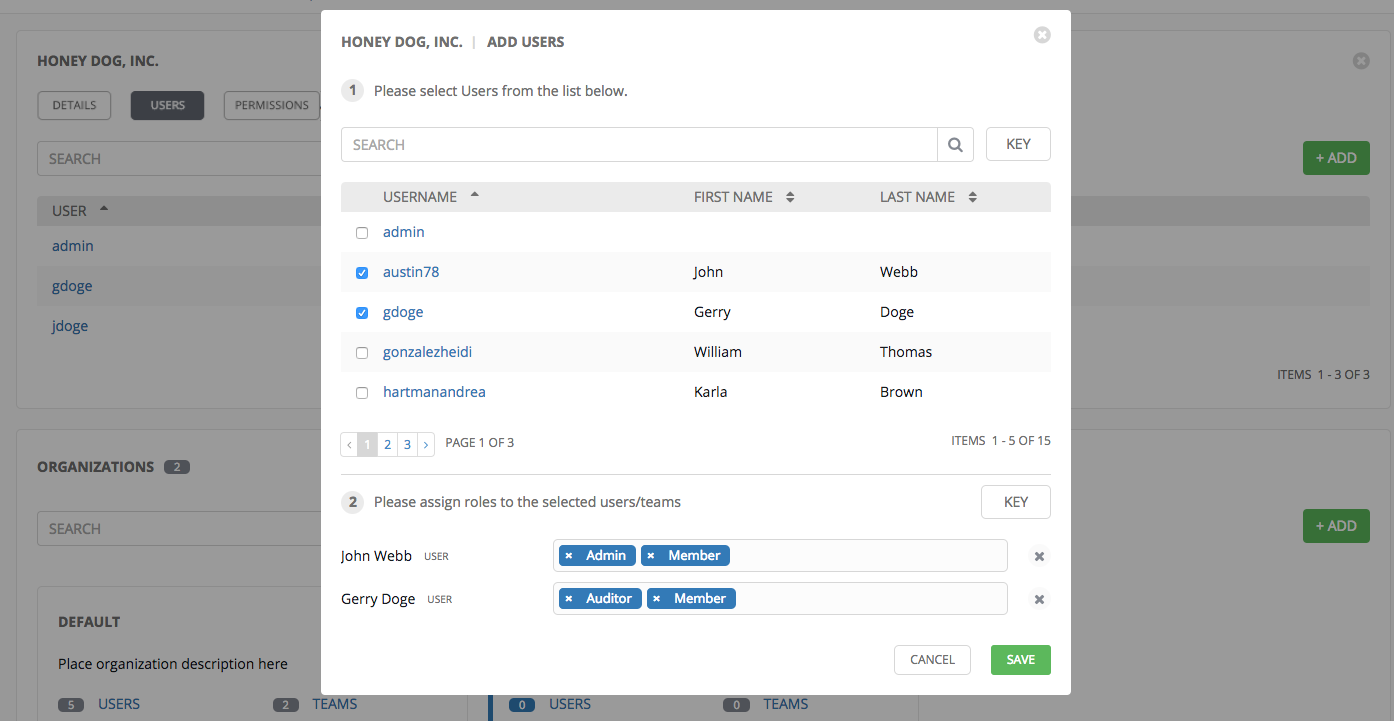 HONEY DOG, INC.
DETAILS
USERS
PERMISSIONS
SEARCH
+ ADD
USER
admin
gdoge
jdoge
ITEMS 1 - 3 OF 3
ORGANIZATIONS 2
SEARCH
+ ADD
DEFAULT
Place organization description here
5 USERS
2 TEAMS
0 USERS
0 TEAMS
HONEY DOG, INC. | ADD USERS
1 Please select Users from the list below.
SEARCH
KEY
USERNAME FIRST NAME LAST NAME
admin
austin78 John Webb
gdoge Gerry Doge
gonzalezheidi William Thomas
hartmanandrea Karla Brown
‹ 1 2 3 › PAGE 1 OF 3 ITEMS 1 - 5 OF 15
2 Please assign roles to the selected users/teams KEY
John Webb USER × Admin × Member ×
Gerry Doge USER × Auditor × Member ×
CANCEL SAVE